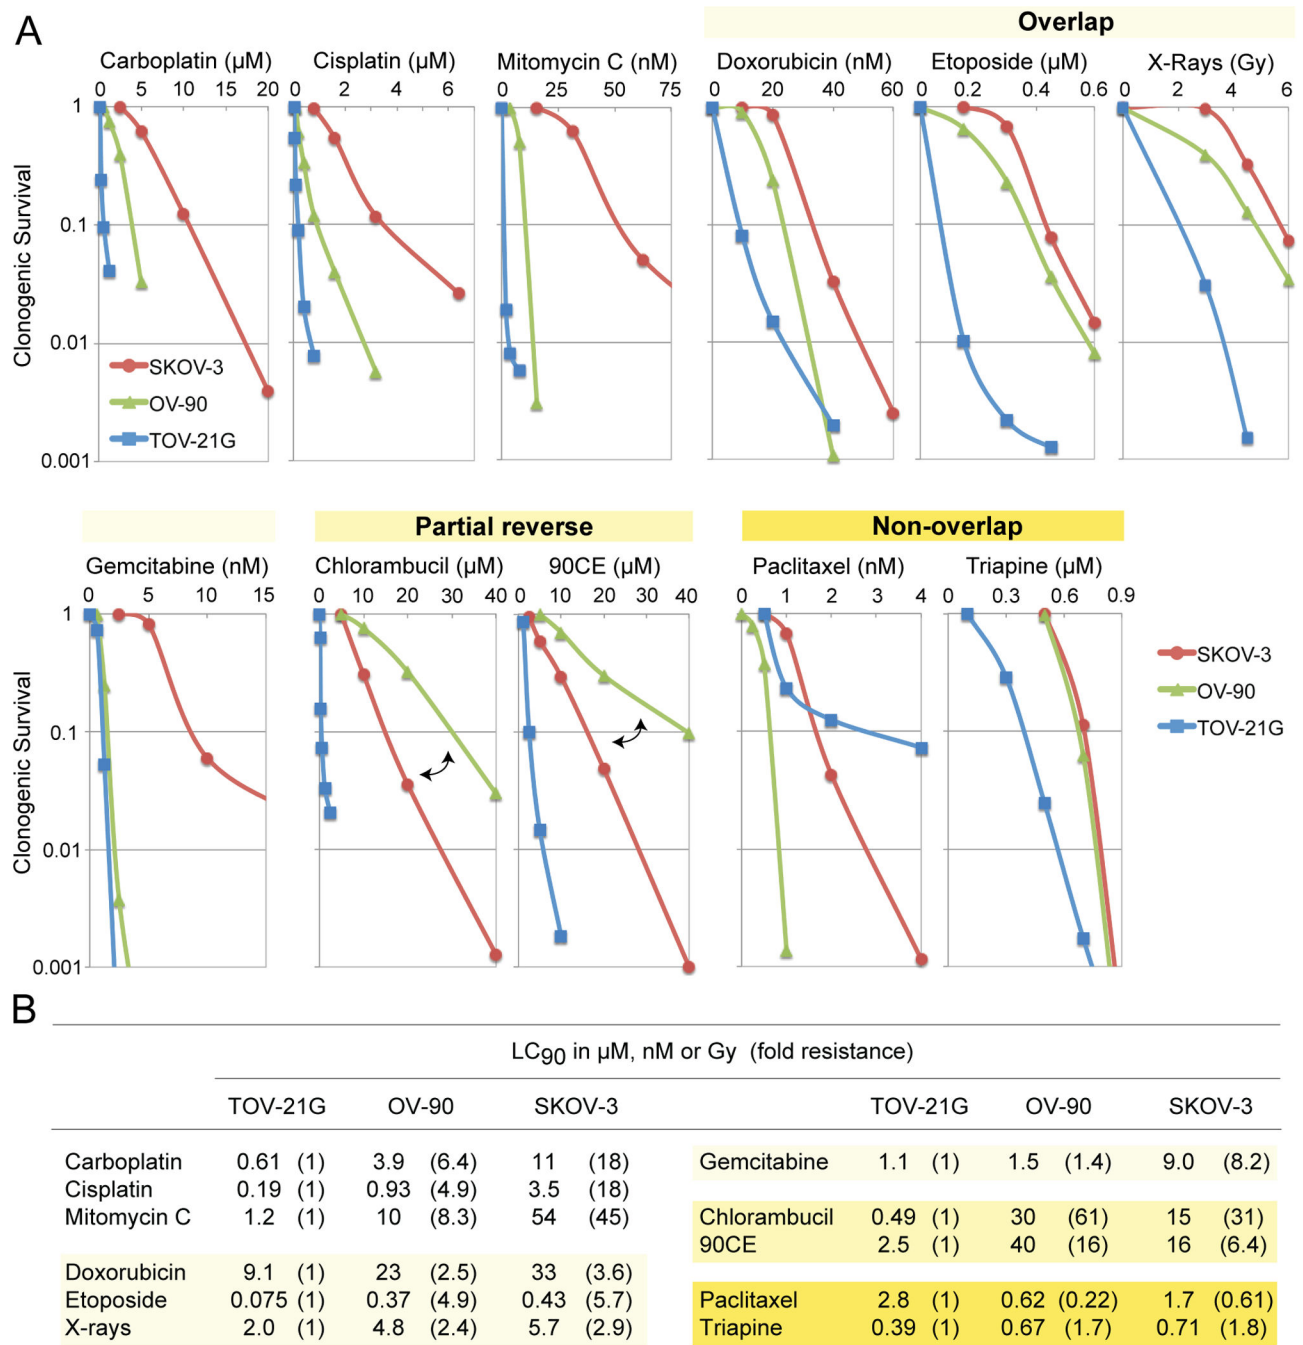 A
Overlap
Carboplatin (µM) Cisplatin (µM) Mitomycin C (nM) Doxorubicin (nM) Etoposide (µM) X-Rays (Gy)
0 5 10 15 20 0 2 4 6 0 25 50 75 0 20 40 60 0 0.2 0.4 0.6 0 2 4 6
1
0.1
0.01
0.001
Clonogenic Survival
SKOV-3
OV-90
TOV-21G
Partial reverse Non-overlap
Gemcitabine (nM) Chlorambucil (µM) 90CE (µM) Paclitaxel (nM) Triapine (µM)
0 5 10 15 0 10 20 30 40 0 10 20 30 40 0 1 2 3 4 0 0.3 0.6 0.9
1
0.1
0.01
0.001
Clonogenic Survival
SKOV-3
OV-90
TOV-21G
B
LC90 in µM, nM or Gy (fold resistance)
TOV-21G OV-90 SKOV-3 TOV-21G OV-90 SKOV-3
Carboplatin 0.61 (1) 3.9 (6.4) 11 (18) Gemcitabine 1.1 (1) 1.5 (1.4) 9.0 (8.2)
Cisplatin 0.19 (1) 0.93 (4.9) 3.5 (18)
Mitomycin C 1.2 (1) 10 (8.3) 54 (45) Chlorambucil 0.49 (1) 30 (61) 15 (31)
90CE 2.5 (1) 40 (16) 16 (6.4)
Doxorubicin 9.1 (1) 23 (2.5) 33 (3.6)
Etoposide 0.075 (1) 0.37 (4.9) 0.43 (5.7) Paclitaxel 2.8 (1) 0.62 (0.22) 1.7 (0.61)
X-rays 2.0 (1) 4.8 (2.4) 5.7 (2.9) Triapine 0.39 (1) 0.67 (1.7) 0.71 (1.8)